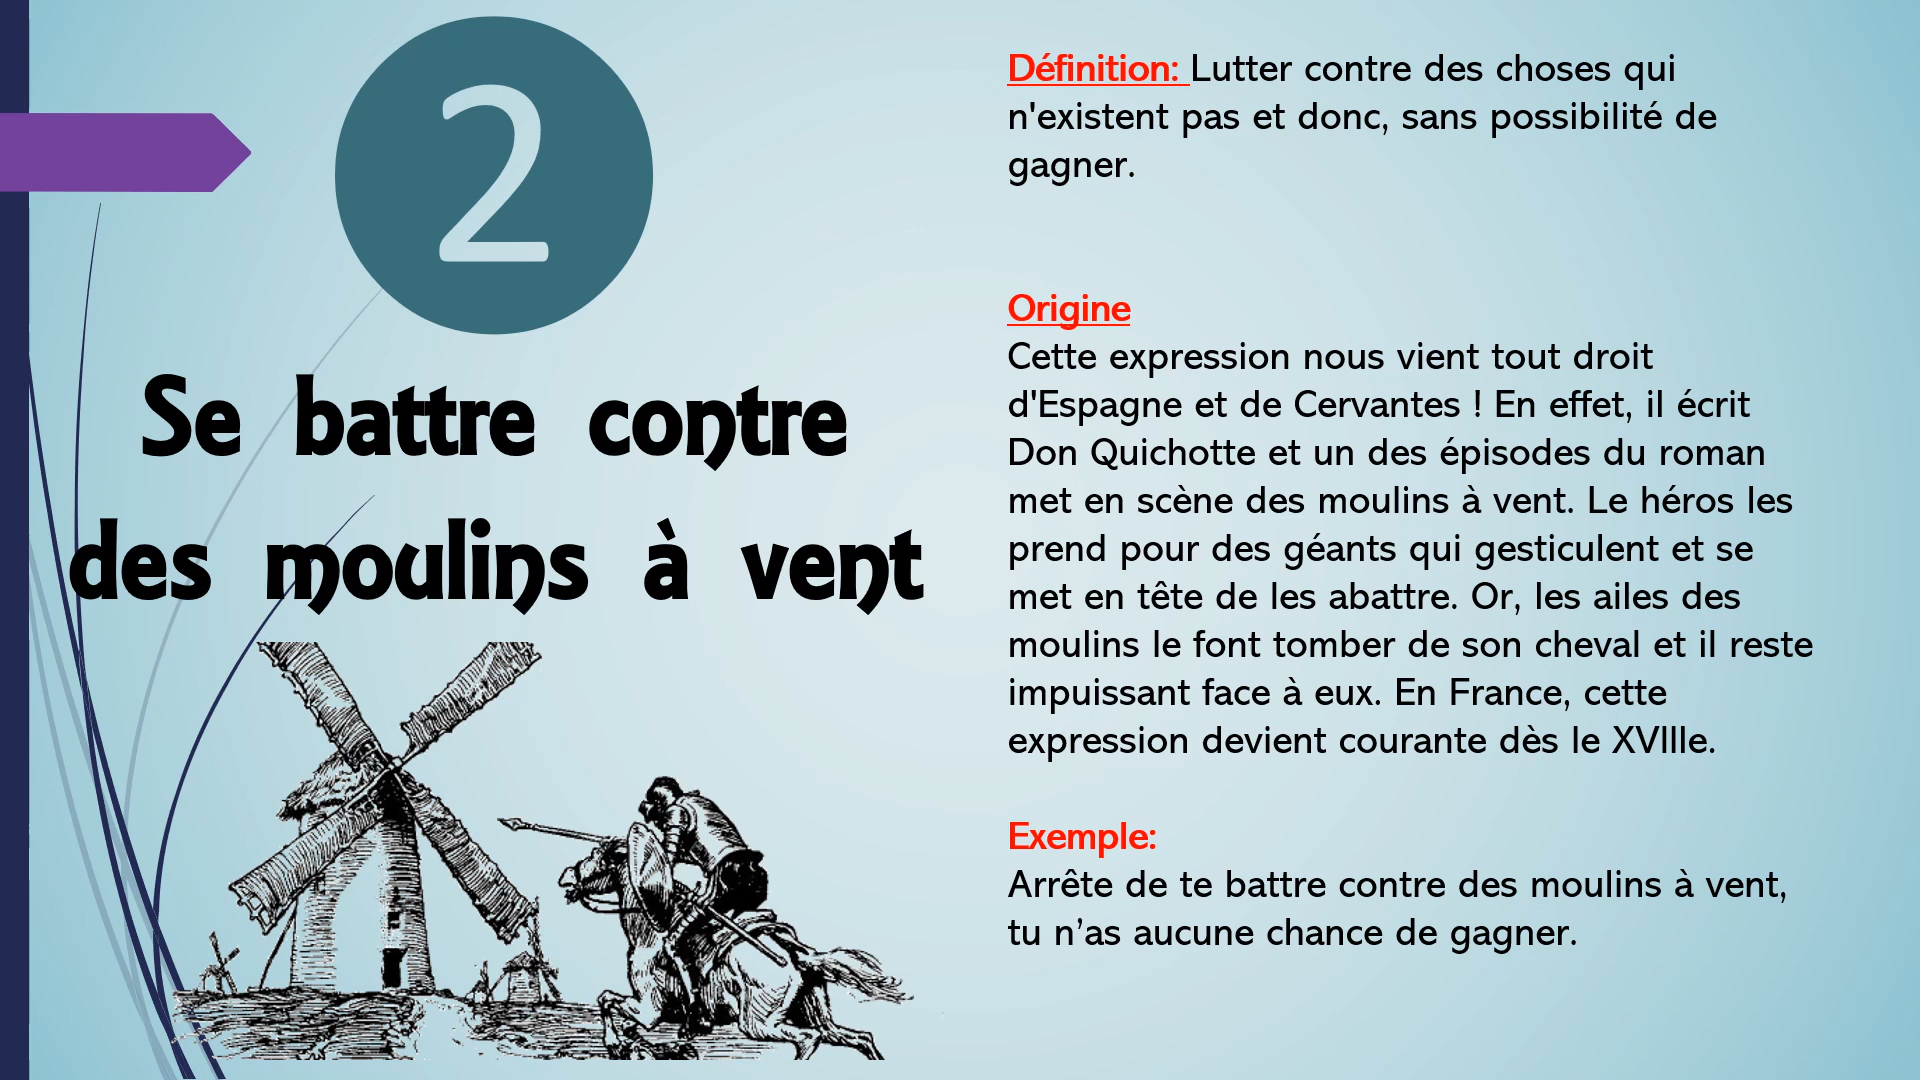 2
Se battre contre
des moulins à vent
Définition: Lutter contre des choses qui
n'existent pas et donc, sans possibilité de
gagner.
Origine
Cette expression nous vient tout droit
d'Espagne et de Cervantes ! En effet, il écrit
Don Quichotte et un des épisodes du roman
met en scène des moulins à vent. Le héros les
prend pour des géants qui gesticulent et se
met en tête de les abattre. Or, les ailes des
moulins le font tomber de son cheval et il reste
impuissant face à eux. En France, cette
expression devient courante dès le XVIIIe.
Exemple:
Arrête de te battre contre des moulins à vent,
tu n’as aucune chance de gagner.